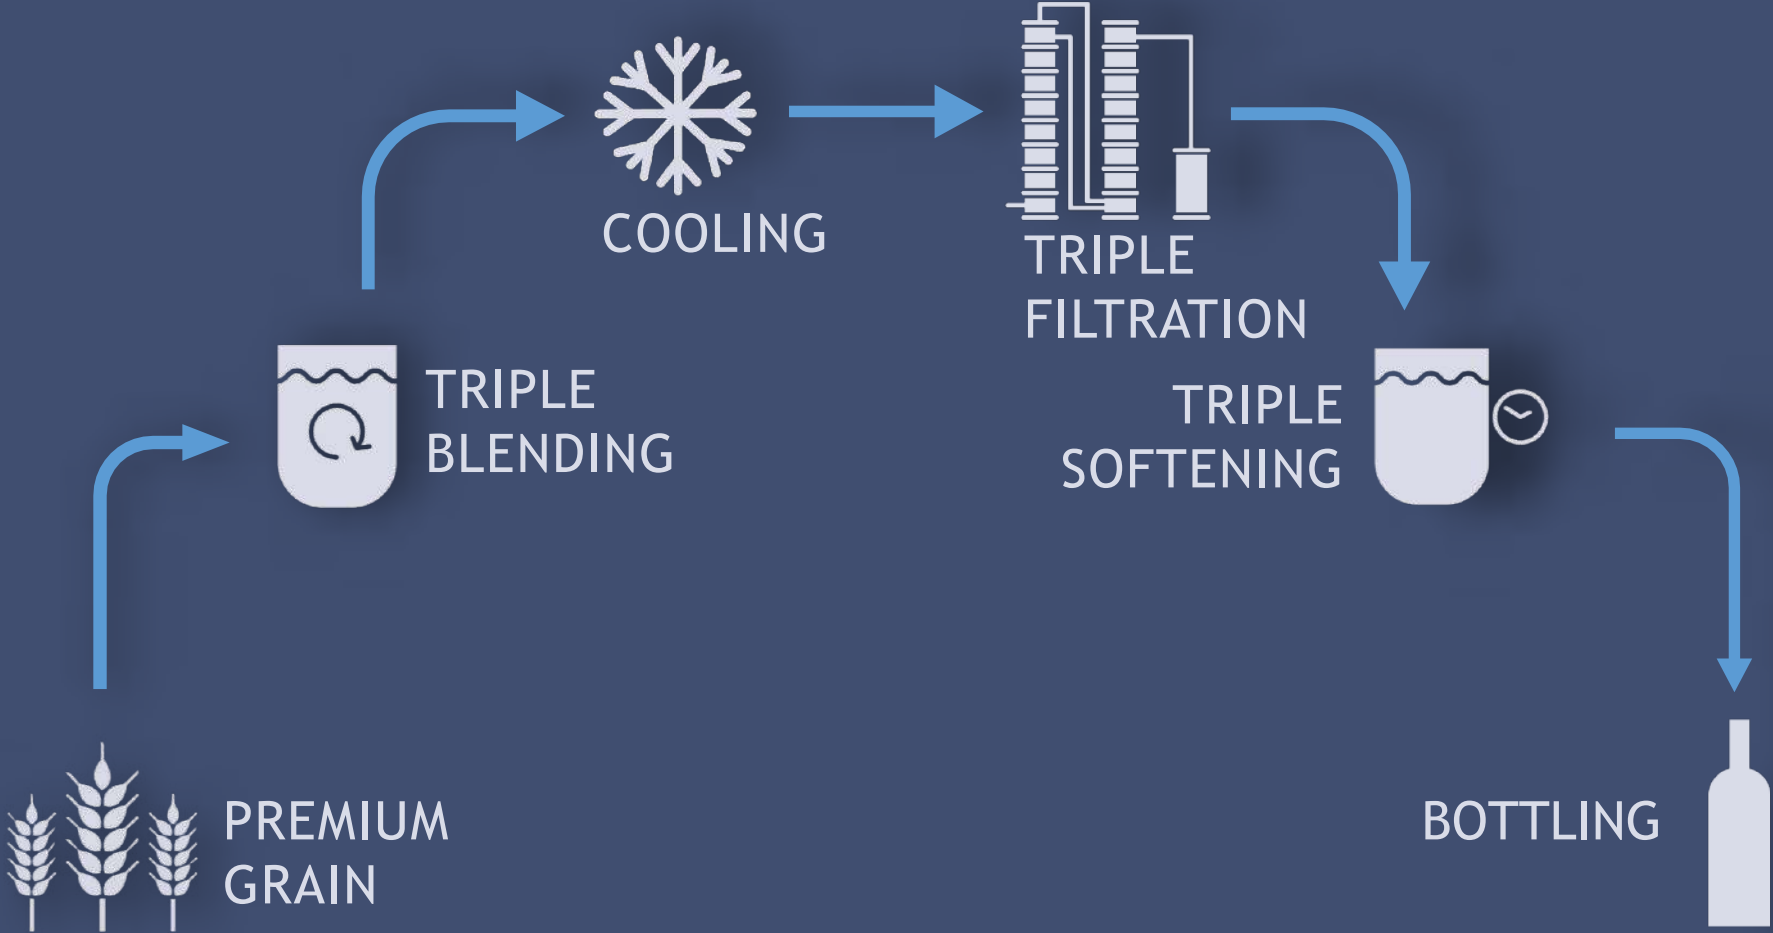 PREMIUM
GRAIN
TRIPLE
BLENDING
COOLING
TRIPLE
FILTRATION
TRIPLE
SOFTENING
BOTTLING